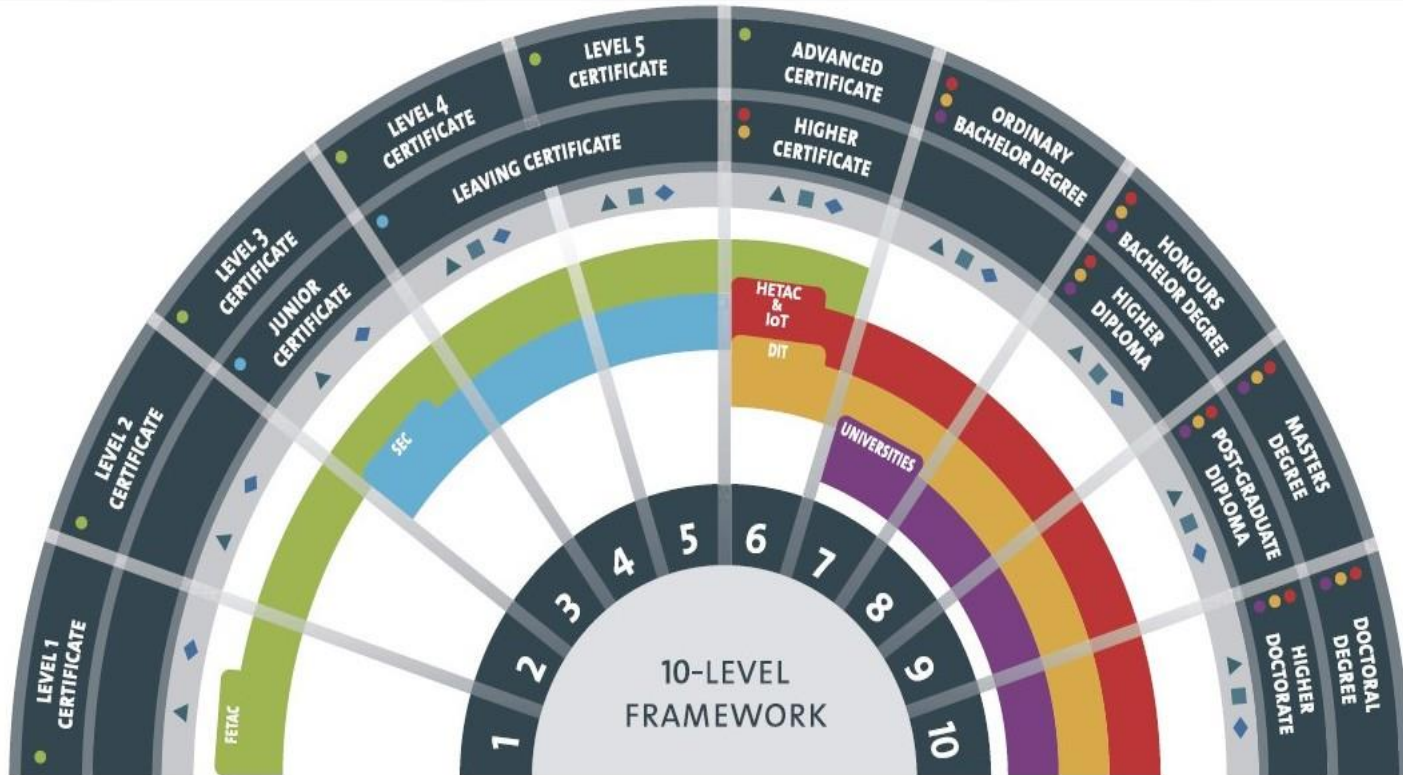 LEVEL 1
CERTIFICATE
LEVEL 2
CERTIFICATE
LEVEL 3
CERTIFICATE
JUNIOR
CERTIFICATE
LEVEL 4
CERTIFICATE
LEVEL 5
CERTIFICATE
LEAVING CERTIFICATE
ADVANCED
CERTIFICATE
HIGHER
CERTIFICATE
ORDINARY
BACHELOR DEGREE
HONOURS
BACHELOR DEGREE
HIGHER
DIPLOMA
MASTERS
DEGREE
POST-GRADUATE
DIPLOMA
DOCTORAL
DEGREE
HIGHER
DOCTORATE
FETAC
SEC
HETAC
&
IoT
DIT
UNIVERSITIES
1
2
3
4
5
6
7
8
9
10
10-LEVEL
FRAMEWORK